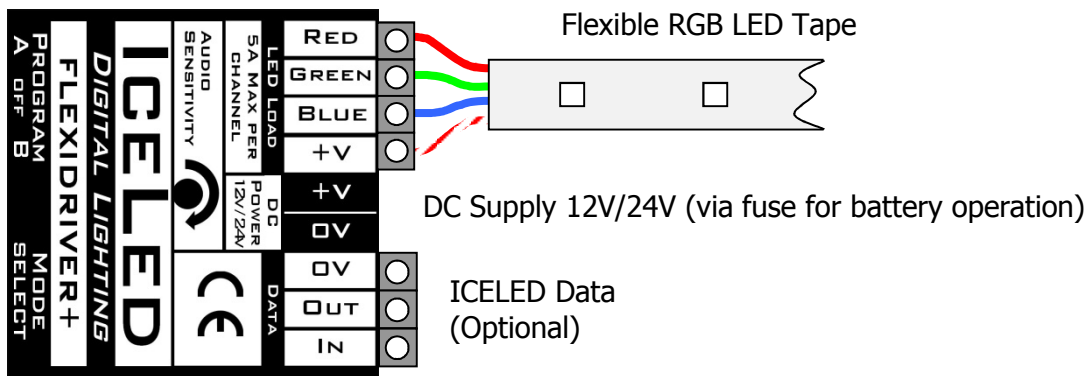 PROGRAM
A OFF B
MODE
SELECT
FLEXIDRIVER+
DIGITAL LIGHTING
ICELED
AUDIO
SENSITIVITY
LED LOAD
5A MAX PER
CHANNEL
DC
POWER
12V/24V
DATA
CE
RED
GREEN
BLUE
+V
+V
0V
0V
OUT
IN
Flexible RGB LED Tape
DC Supply 12V/24V (via fuse for battery operation)
ICELED Data
(Optional)